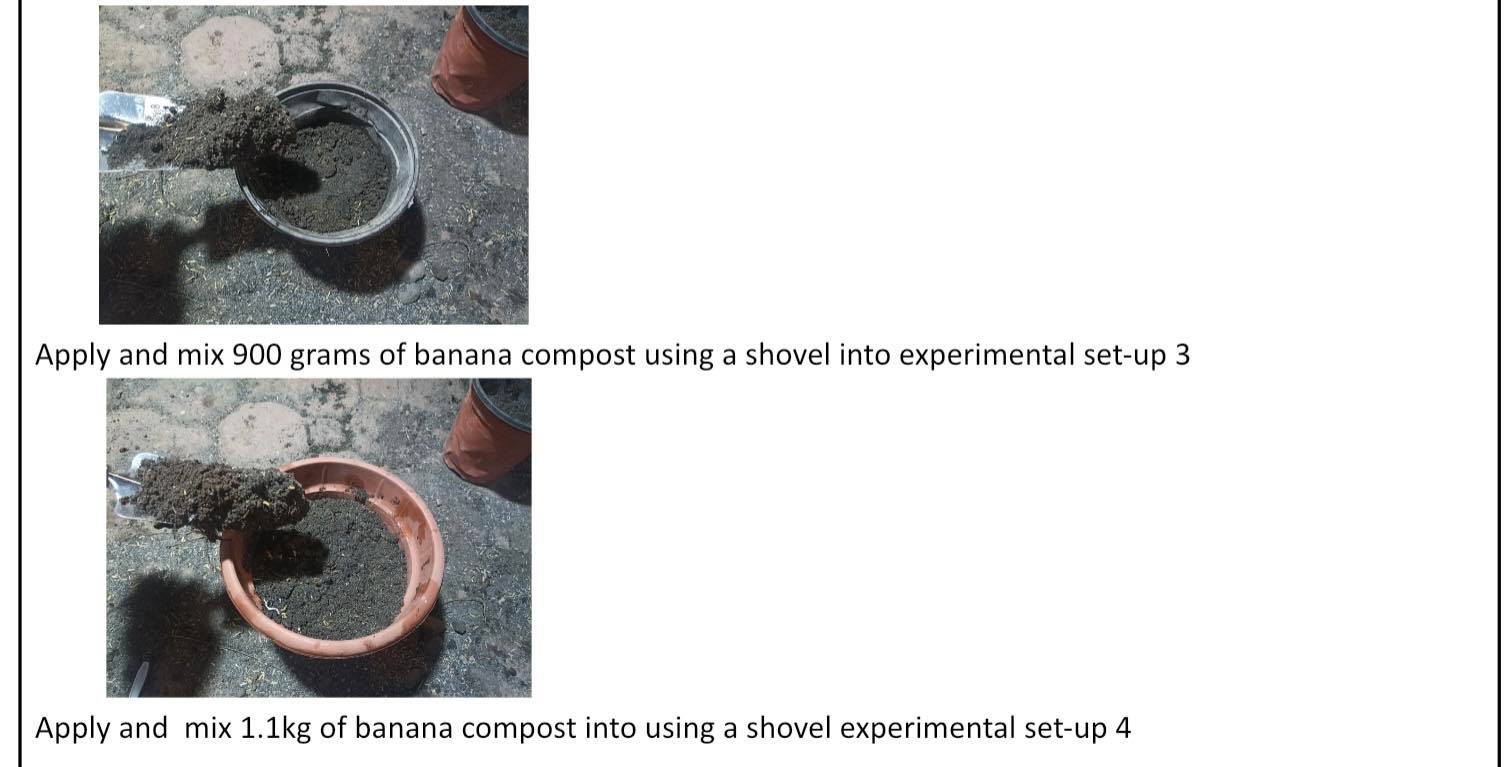 Apply and mix 900 grams of banana compost using a shovel into experimental set-up 3
Apply and  mix 1.1kg of banana compost into using a shovel experimental set-up 4